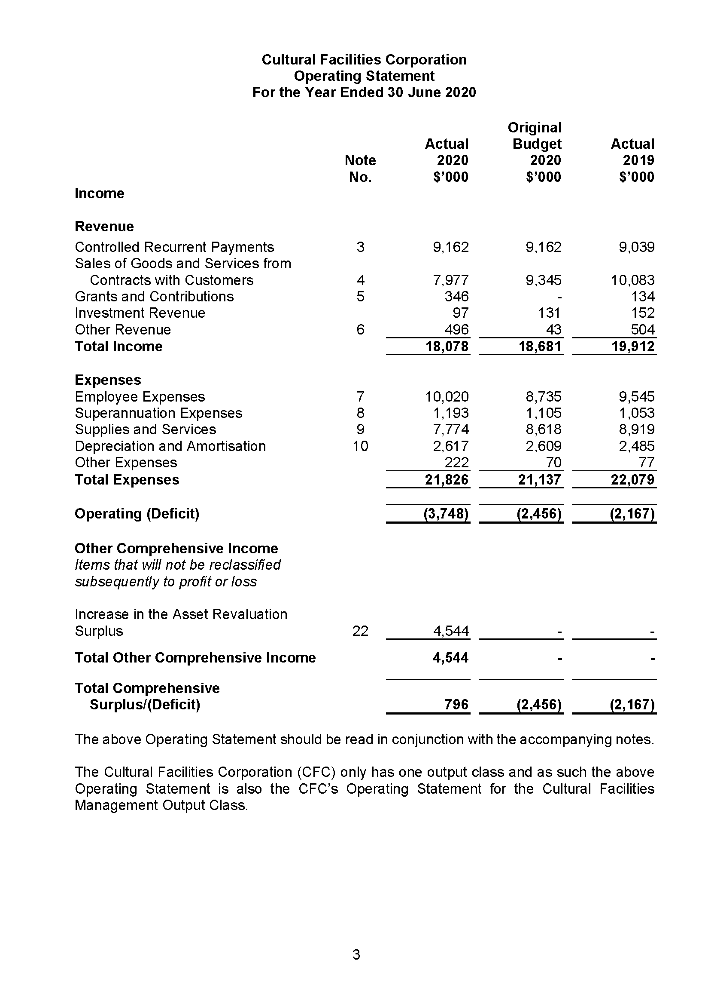 Cultural Facilities Corporation
Operating Statement
For the Year Ended 30 June 2020
Original
Actual Budget Actual
Note 2020 2020 2019
No. $’000 $’000 $’000
Income
Revenue
Controlled Recurrent Payments 3 9,162 9,162 9,039
Sales of Goods and Services from
Contracts with Customers 4 7,977 9,345 10,083
Grants and Contributions 5 346 - 134
Investment Revenue 97 131 152
Other Revenue 6 496 43 504
Total Income 18,078 18,681 19,912
Expenses
Employee Expenses 7 10,020 8,735 9,545
Superannuation Expenses 8 1,193 1,105 1,053
Supplies and Services 9 7,774 8,618 8,919
Depreciation and Amortisation 10 2,617 2,609 2,485
Other Expenses 222 70 77
Total Expenses 21,826 21,137 22,079
Operating (Deficit) (3,748) (2,456) (2,167)
Other Comprehensive Income
Items that will not be reclassified
subsequently to profit or loss
Increase in the Asset Revaluation
Surplus 22 4,544 - -
Total Other Comprehensive Income 4,544 - -
Total Comprehensive
Surplus/(Deficit) 796 (2,456) (2,167)
The above Operating Statement should be read in conjunction with the accompanying notes.
The Cultural Facilities Corporation (CFC) only has one output class and as such the above
Operating Statement is also the CFC’s Operating Statement for the Cultural Facilities
Management Output Class.
3